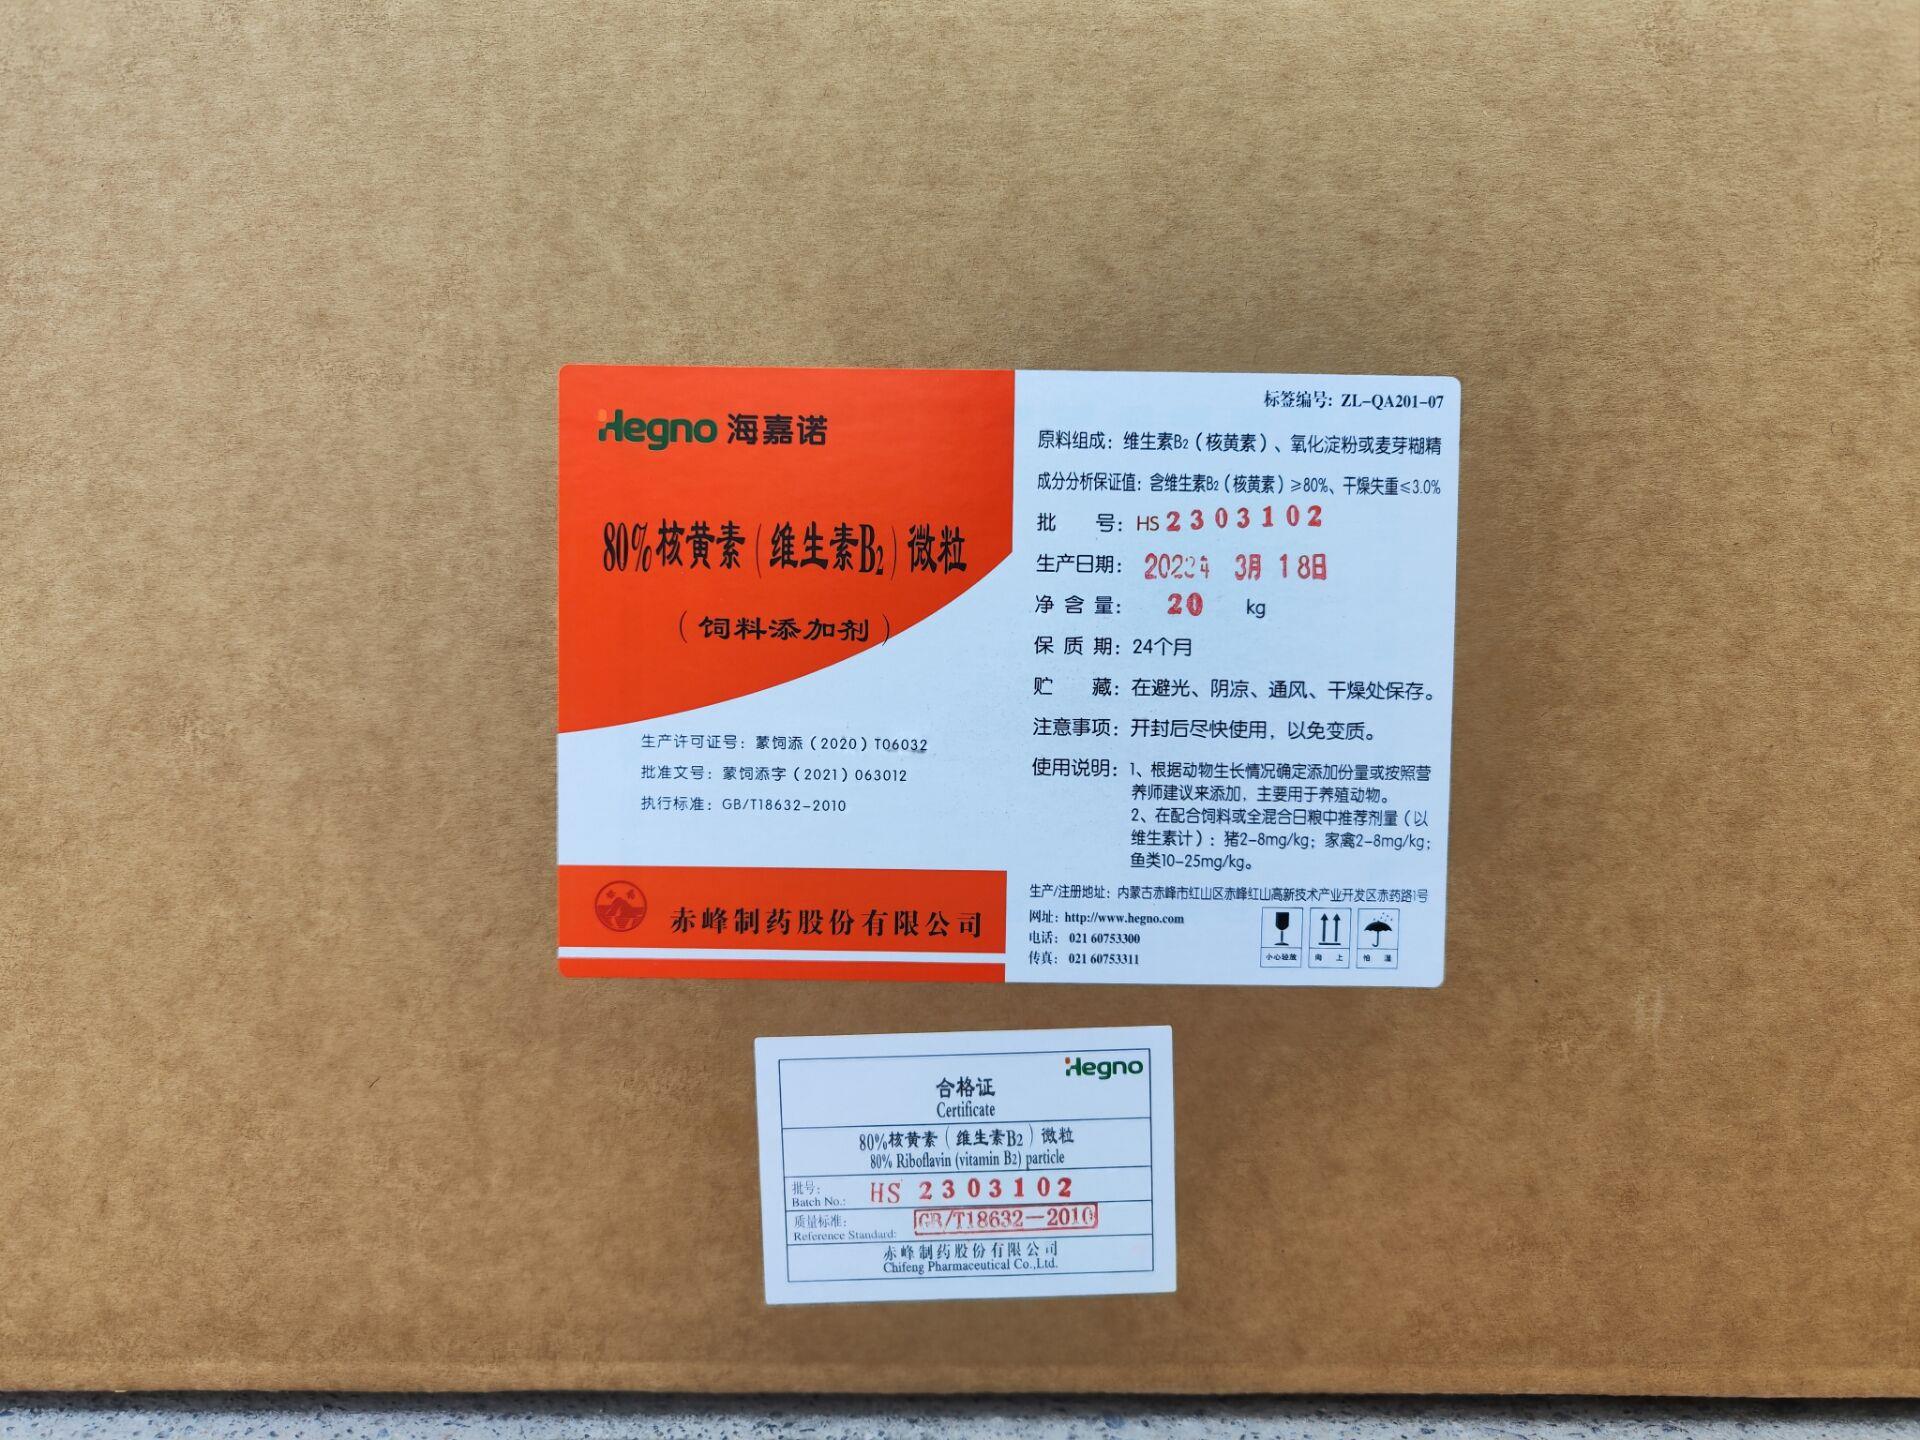 Hegno 海嘉诺
80%核黄素（维生素B2）微粒
（饲料添加剂）
生产许可证号：蒙饲添（2020）T06032
批准文号：蒙饲添字（2021）063012
执行标准：GB/T18632-2010
赤峰制药股份有限公司
标签编号：ZL-QA201-07
原料组成：维生素B2（核黄素）、氧化淀粉或麦芽糊精
成分分析保证值：含维生素B2（核黄素）≥80%、干燥失重≤3.0%
批 号：HS 2303102
生产日期： 3月 18日
净 含 量： 20 kg
保 质 期：24个月
贮 藏：在避光、阴凉、通风、干燥处保存。
注意事项：开封后尽快使用，以免变质。
使用说明：1、根据动物生长情况确定添加份量或按照营
养师建议来添加，主要用于养殖动物。
2、在配合饲料或全混合日粮中推荐剂量（以
维生素计）：猪2-8mg/kg；家禽2-8mg/kg；
鱼类10-25mg/kg。
生产/注册地址：内蒙古赤峰市红山区赤峰红山高新技术产业开发区赤药路1号
网址：http://www.hegno.com
电话：021 60753300
传真：021 60753311
小心轻放 向 上 怕 湿
Hegno
合格证
Certificate
80%核黄素（维生素B2）微粒
80% Riboflavin (vitamin B2) particle
批号：
Batch No.: HS 2303102
质量标准：
Reference Standard: GB/T18632-2010
赤峰制药股份有限公司
Chifeng Pharmaceutical Co.,Ltd.